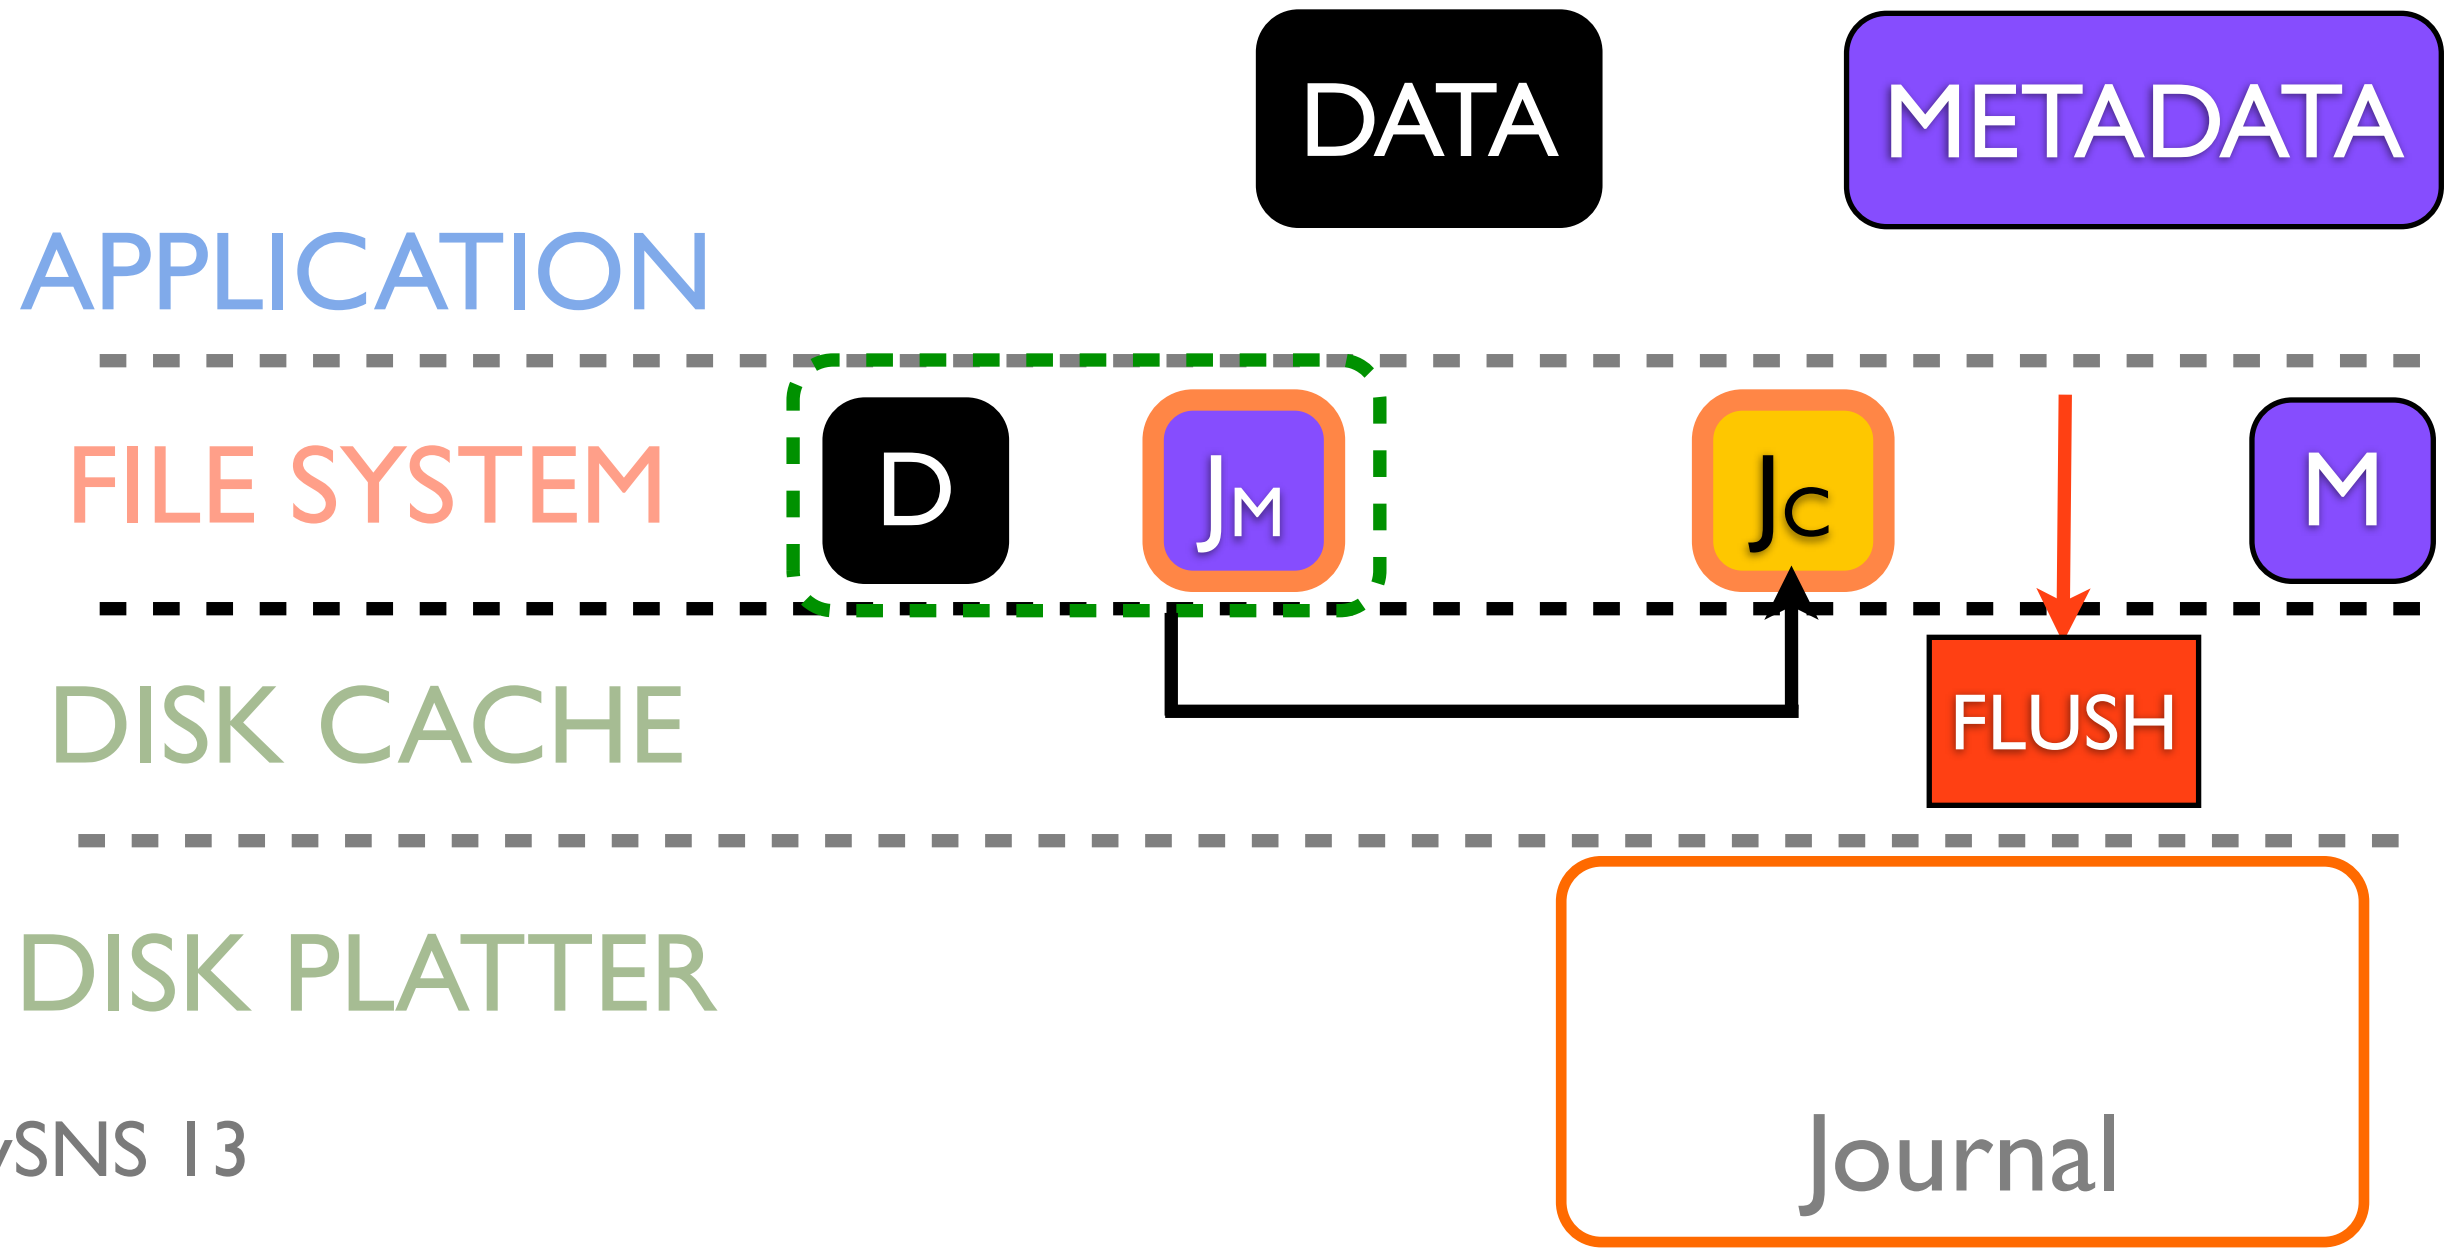 DATA METADATA
APPLICATION
FILE SYSTEM D JM JC M
DISK CACHE FLUSH
DISK PLATTER
SNS 13 Journal